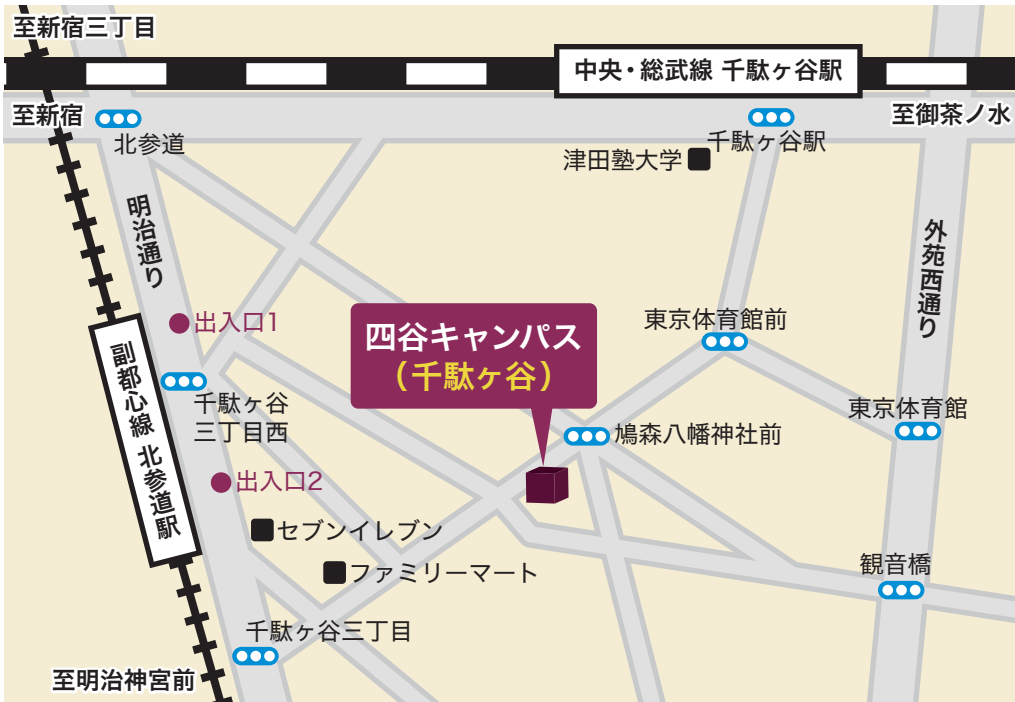 至新宿三丁目
中央・総武線 千駄ヶ谷駅
至新宿
至御茶ノ水
北参道
千駄ヶ谷駅
津田塾大学
明治通り
外苑西通り
出入口1
東京体育館前
四谷キャンパス
（千駄ヶ谷）
副都心線 北参道駅
千駄ヶ谷
三丁目西
東京体育館
鳩森八幡神社前
出入口2
セブンイレブン
観音橋
ファミリーマート
千駄ヶ谷三丁目
至明治神宮前